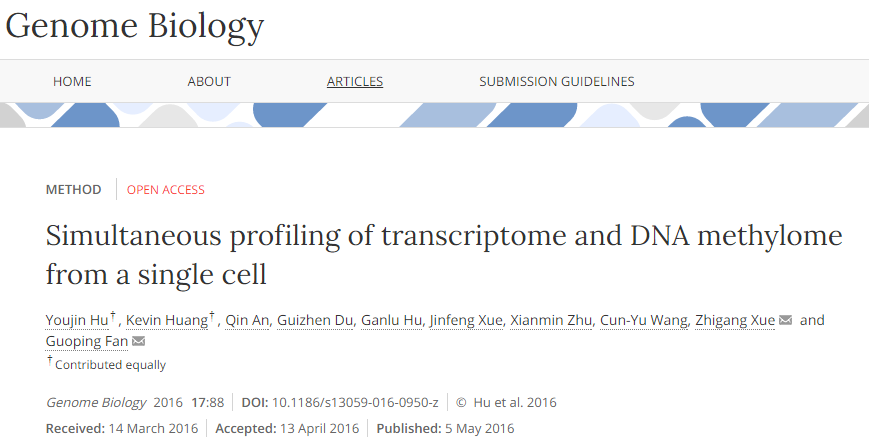 Genome Biology
HOME ABOUT ARTICLES SUBMISSION GUIDELINES
METHOD OPEN ACCESS
Simultaneous profiling of transcriptome and DNA methylome
from a single cell
Youjin Hu†, Kevin Huang†, Qin An, Guizhen Du, Ganlu Hu, Jinfeng Xue, Xianmin Zhu, Cun-Yu Wang, Zhigang Xue and
Guoping Fan
†Contributed equally
Genome Biology 2016 17:88 DOI: 10.1186/s13059-016-0950-z © Hu et al. 2016
Received: 14 March 2016 Accepted: 13 April 2016 Published: 5 May 2016